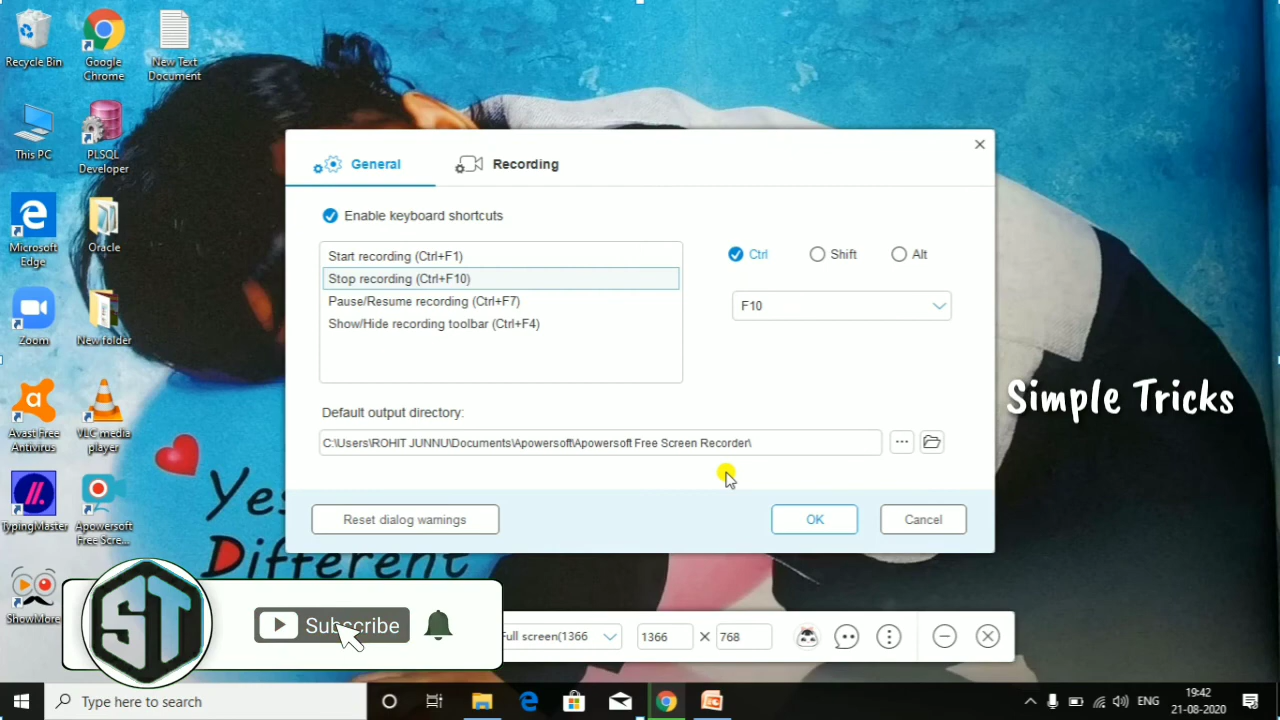 Recycle Bin
Google Chrome
New Text Document
This PC
PLSQL Developer
Microsoft Edge
Oracle
Zoom
New folder
Avast Free Antivirus
VLC media player
TypingMaster
Apowersoft Free Scre...
ShowMore
Yes
Different
General
Recording
Enable keyboard shortcuts
Start recording (Ctrl+F1)
Stop recording (Ctrl+F10)
Pause/Resume recording (Ctrl+F7)
Show/Hide recording toolbar (Ctrl+F4)
Ctrl
Shift
Alt
F10
Default output directory:
C:\Users\ROHIT JUNNU\Documents\Apowersoft\Apowersoft Free Screen Recorder\
...
Reset dialog warnings
OK
Cancel
Simple Tricks
ST
Subscribe
Full screen(1366
1366
768
Type here to search
ENG
19:42
21-08-2020